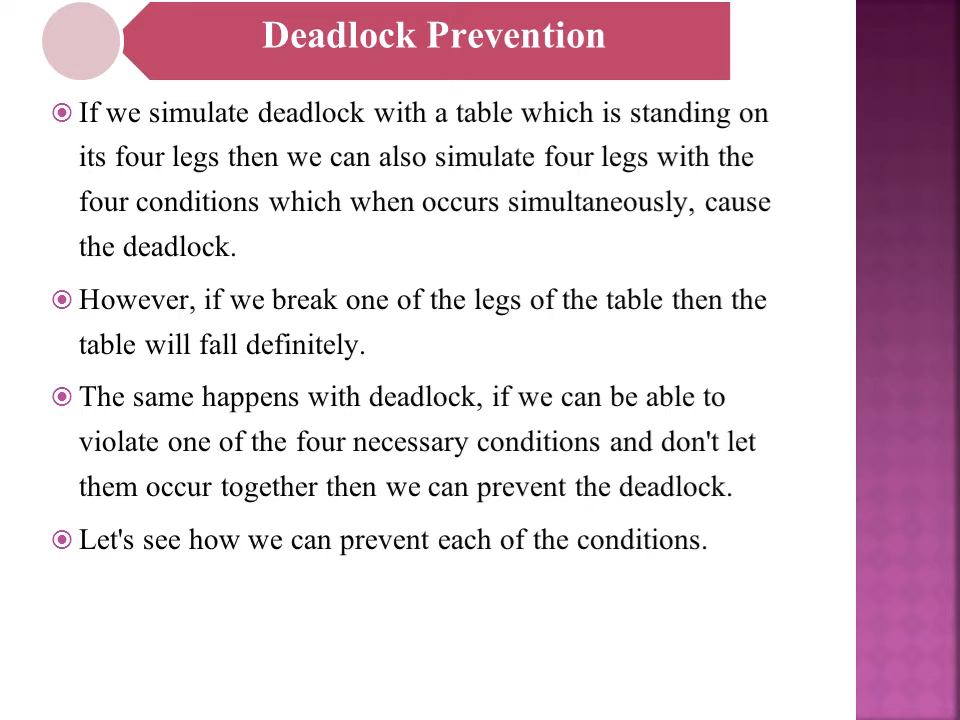 Deadlock Prevention
If we simulate deadlock with a table which is standing on
its four legs then we can also simulate four legs with the
four conditions which when occurs simultaneously, cause
the deadlock.
However, if we break one of the legs of the table then the
table will fall definitely.
The same happens with deadlock, if we can be able to
violate one of the four necessary conditions and don't let
them occur together then we can prevent the deadlock.
Let's see how we can prevent each of the conditions.